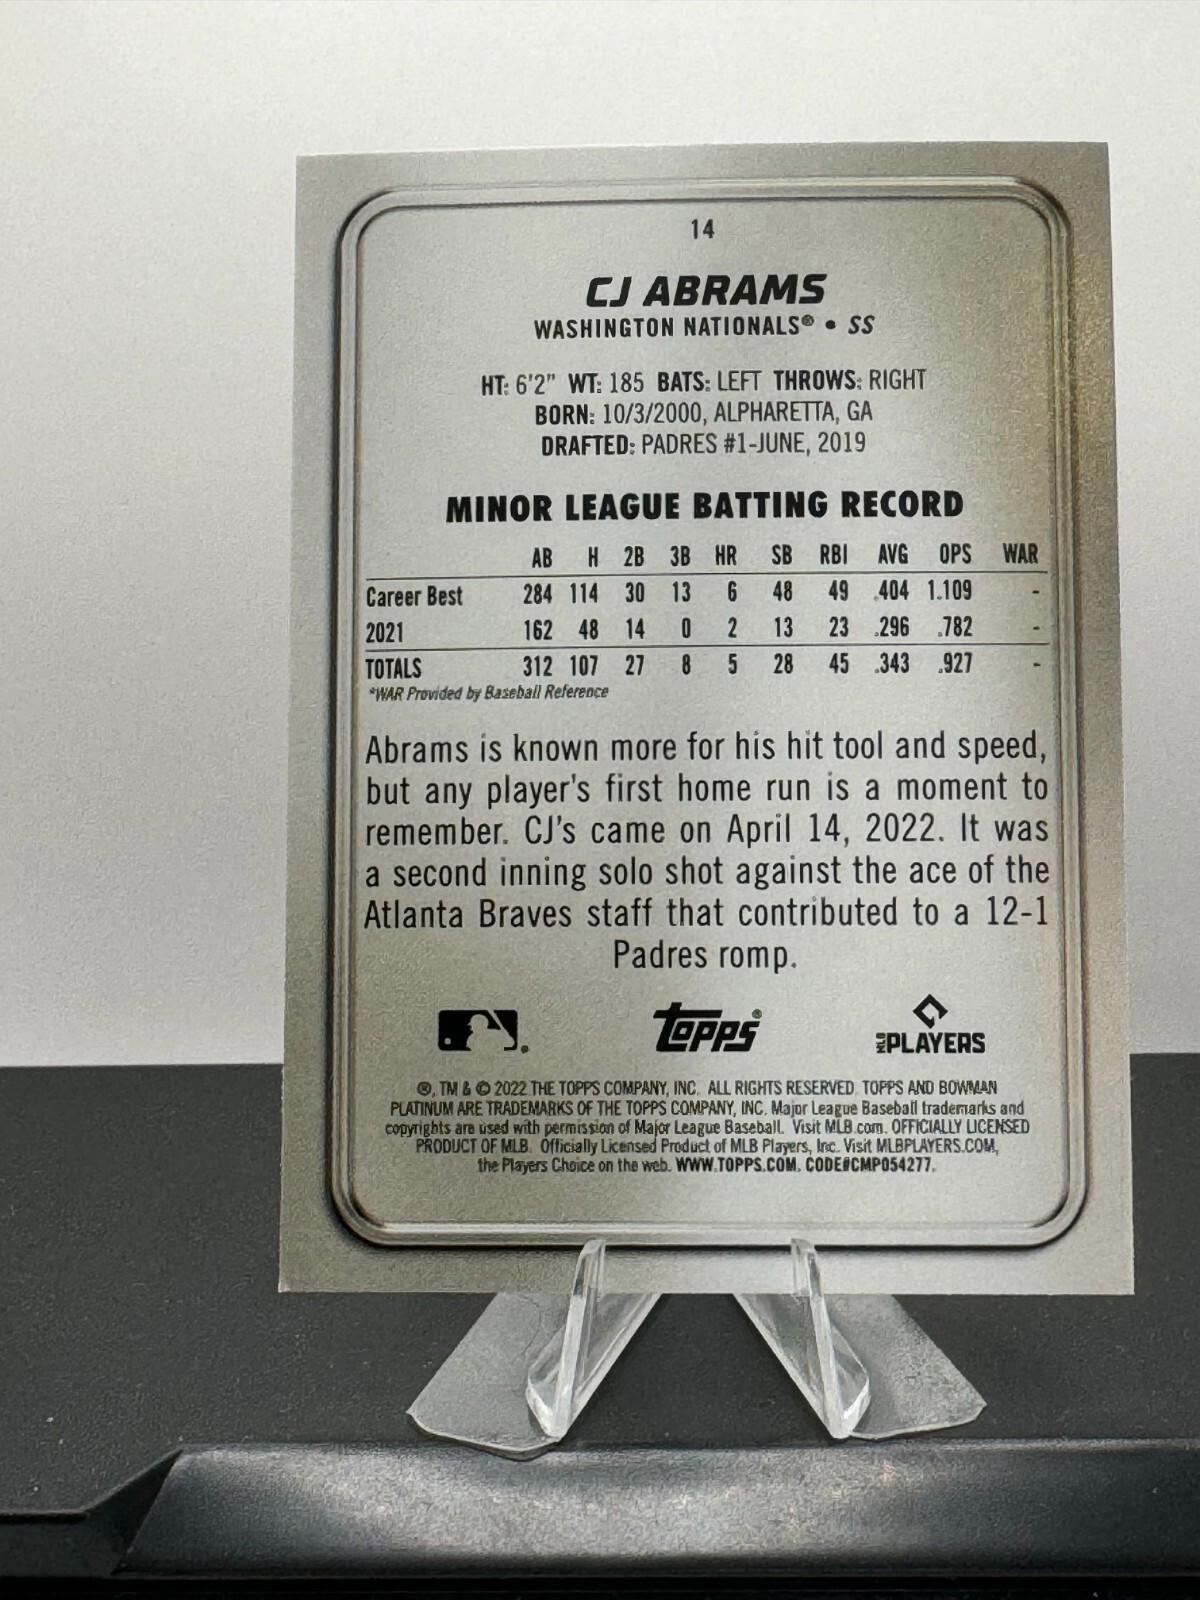 14
CJ ABRAMS
WASHINGTON NATIONALS® • SS
HT: 6'2" WT: 185 BATS: LEFT THROWS: RIGHT
BORN: 10/3/2000, ALPHARETTA, GA
DRAFTED: PADRES #1-JUNE, 2019
MINOR LEAGUE BATTING RECORD
AB H 2B 3B HR SB RBI AVG OPS WAR
Career Best 284 114 30 13 6 48 49 .404 1.109 -
2021 162 48 14 0 2 13 23 .296 .782 -
TOTALS 312 107 27 8 5 28 45 .343 .927 -
*WAR Provided by Baseball Reference
Abrams is known more for his hit tool and speed,
but any player's first home run is a moment to
remember. CJ's came on April 14, 2022. It was
a second inning solo shot against the ace of the
Atlanta Braves staff that contributed to a 12-1
Padres romp.
Topps® MLB PLAYERS
®, TM & © 2022 THE TOPPS COMPANY, INC. ALL RIGHTS RESERVED. TOPPS AND BOWMAN
PLATINUM ARE TRADEMARKS OF THE TOPPS COMPANY, INC. Major League Baseball trademarks and
copyrights are used with permission of Major League Baseball. Visit MLB.com. OFFICIALLY LICENSED
PRODUCT OF MLB. Officially Licensed Product of MLB Players, Inc. Visit MLBPLAYERS.COM,
the Players Choice on the web. WWW.TOPPS.COM. CODE#CMP054277.